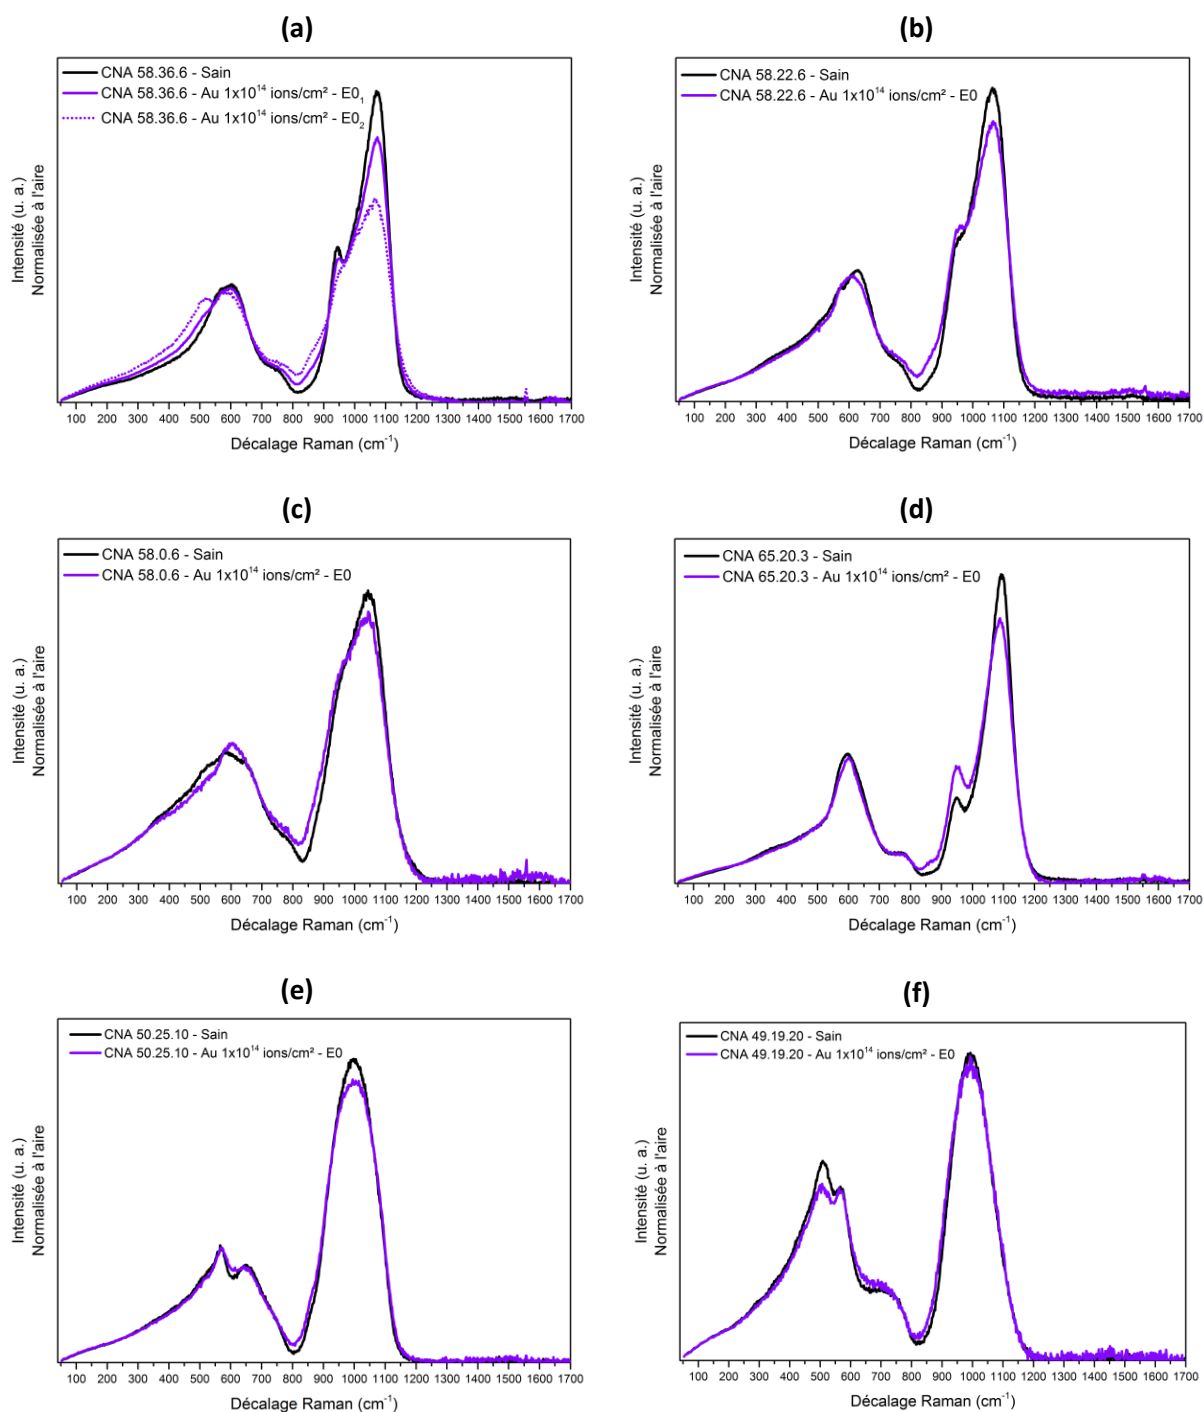 (a)
CNA 58.36.6 - Sain
CNA 58.36.6 - Au 1x10¹⁴ ions/cm² - E0₁
CNA 58.36.6 - Au 1x10¹⁴ ions/cm² - E0₂
Intensité (u. a.)
Normalisée à l'aire
100 200 300 400 500 600 700 800 900 1000 1100 1200 1300 1400 1500 1600 1700
Décalage Raman (cm⁻¹)
(b)
CNA 58.22.6 - Sain
CNA 58.22.6 - Au 1x10¹⁴ ions/cm² - E0
Intensité (u. a.)
Normalisée à l'aire
100 200 300 400 500 600 700 800 900 1000 1100 1200 1300 1400 1500 1600 1700
Décalage Raman (cm⁻¹)
(c)
CNA 58.0.6 - Sain
CNA 58.0.6 - Au 1x10¹⁴ ions/cm² - E0
Intensité (u. a.)
Normalisée à l'aire
100 200 300 400 500 600 700 800 900 1000 1100 1200 1300 1400 1500 1600 1700
Décalage Raman (cm⁻¹)
(d)
CNA 65.20.3 - Sain
CNA 65.20.3 - Au 1x10¹⁴ ions/cm² - E0
Intensité (u. a.)
Normalisée à l'aire
100 200 300 400 500 600 700 800 900 1000 1100 1200 1300 1400 1500 1600 1700
Décalage Raman (cm⁻¹)
(e)
CNA 50.25.10 - Sain
CNA 50.25.10 - Au 1x10¹⁴ ions/cm² - E0
Intensité (u. a.)
Normalisée à l'aire
100 200 300 400 500 600 700 800 900 1000 1100 1200 1300 1400 1500 1600 1700
Décalage Raman (cm⁻¹)
(f)
CNA 49.19.20 - Sain
CNA 49.19.20 - Au 1x10¹⁴ ions/cm² - E0
Intensité (u. a.)
Normalisée à l'aire
100 200 300 400 500 600 700 800 900 1000 1100 1200 1300 1400 1500 1600 1700
Décalage Raman (cm⁻¹)